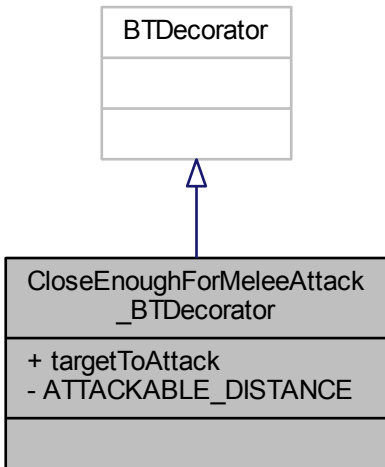 BTDecorator
CloseEnoughForMeleeAttack
_BTDecorator
+ targetToAttack
- ATTACKABLE_DISTANCE